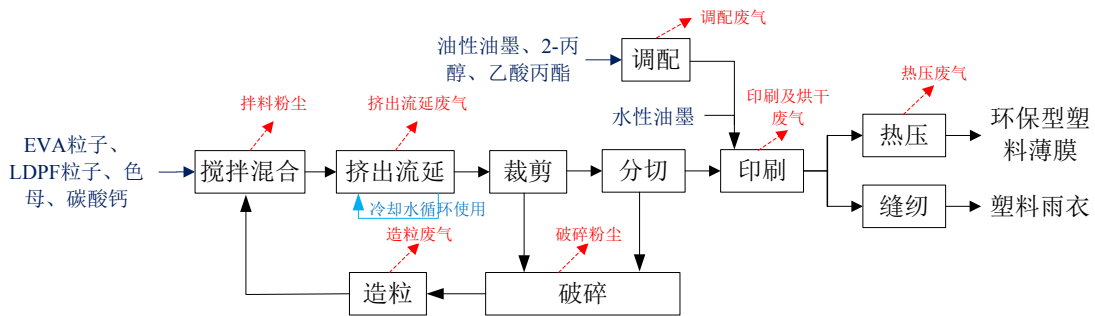 调配废气
油性油墨、2-丙
醇、乙酸丙酯
调配
热压废气
拌料粉尘
挤出流延废气
水性油墨
印刷及烘干
废气
EVA粒子、
LDPF粒子、色
母、碳酸钙
搅拌混合
挤出流延
裁剪
分切
印刷
热压
环保型塑
料薄膜
冷却水循环使用
缝纫
塑料雨衣
造粒废气
破碎粉尘
造粒
破碎